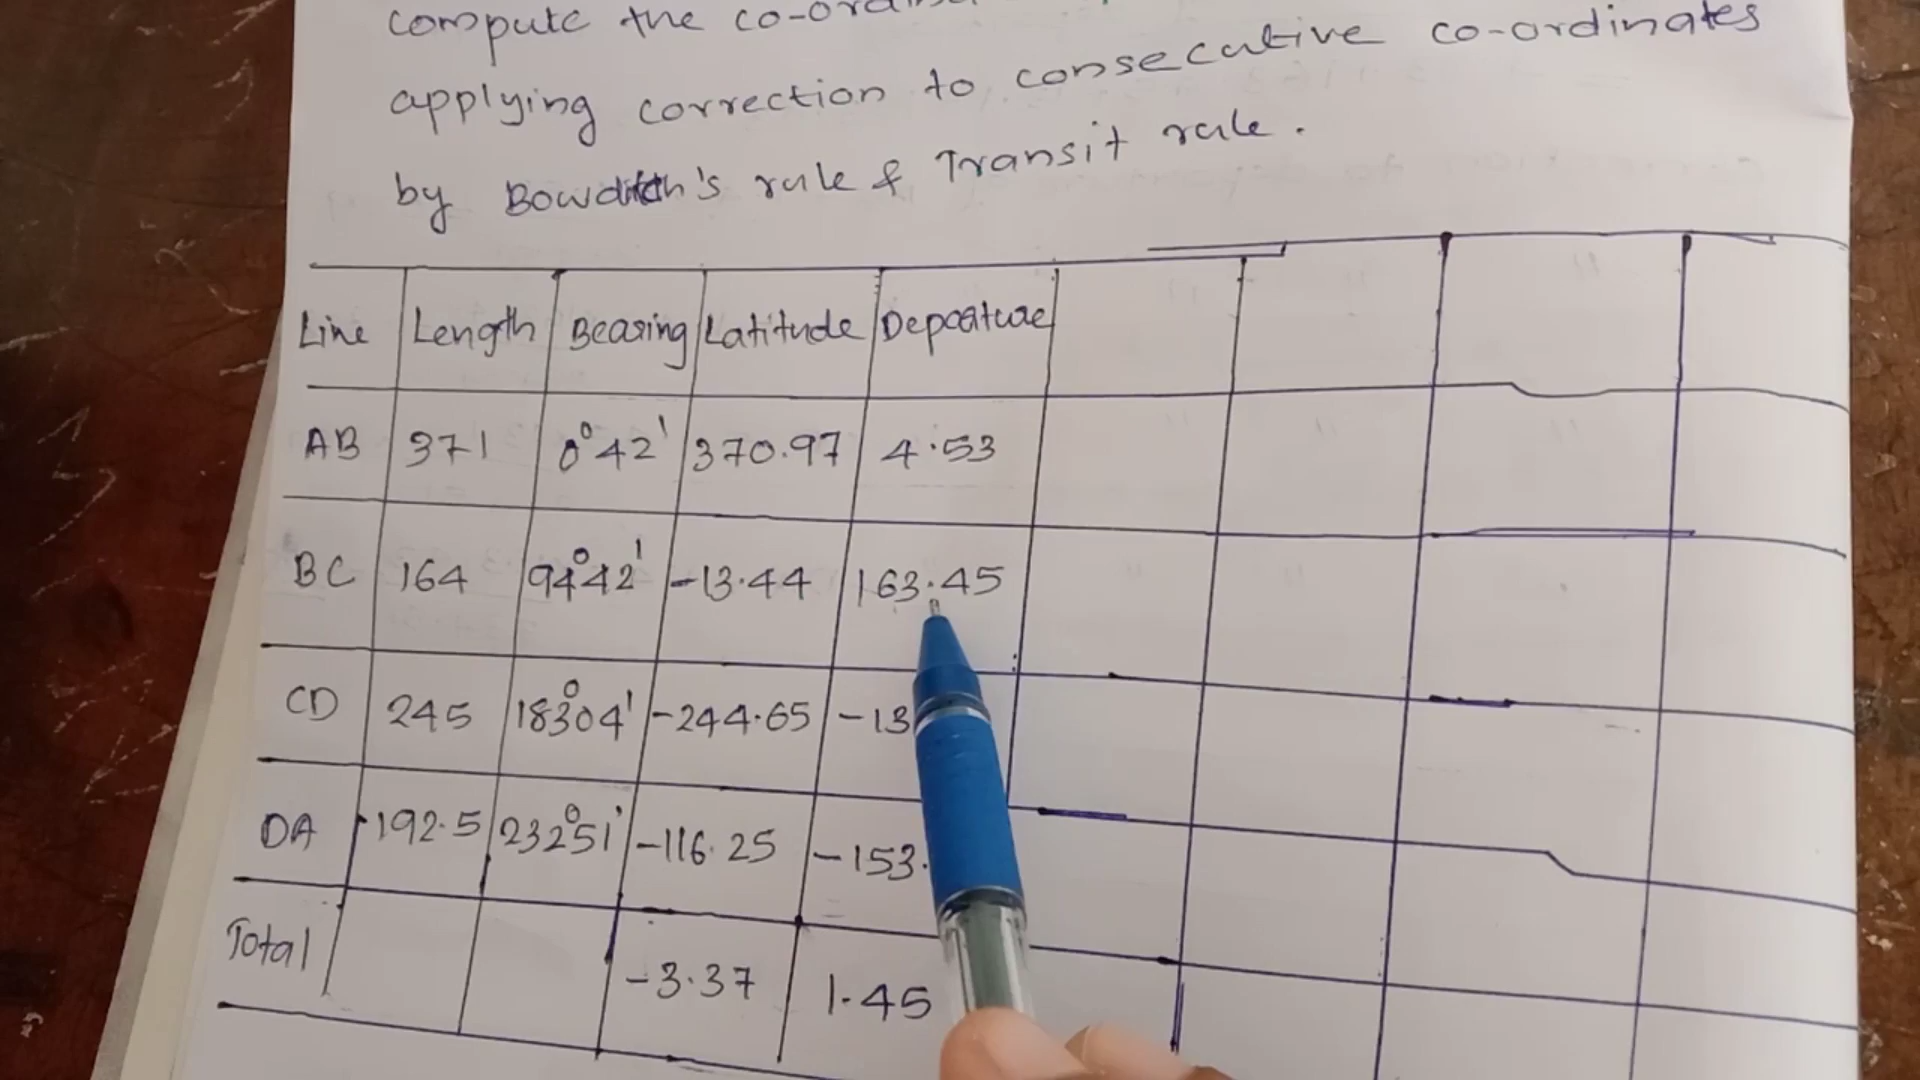 compute the co-ordin
applying correction to consecutive co-ordinates
by Bowditch's rule & Transit rule.
Line Length Bearing Latitude Departure
AB 371 0°42' 370.97 4.53
BC 164 94°42' -13.44 163.45
CD 245 183°04' -244.65 -13
DA 192.5 232°51' -116.25 -153.
Total -3.37 1.45